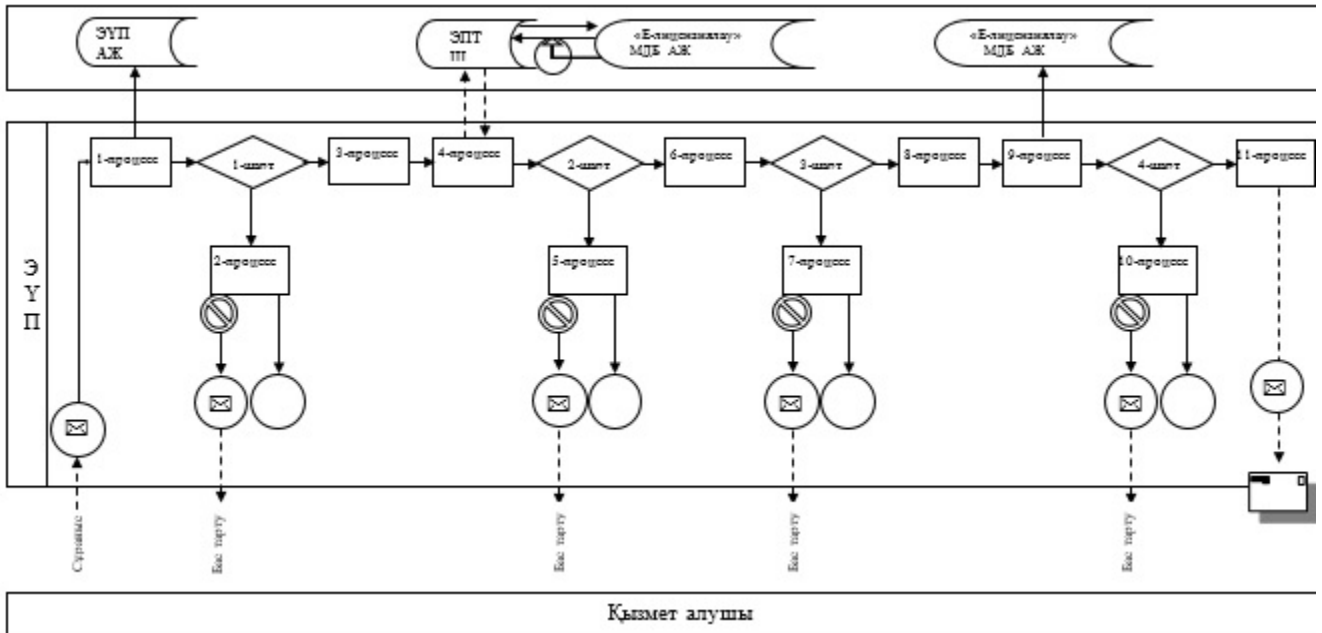 ЭҮП
АЖ
ЭПТ
ШШ
«Е-лицензиялау»
МДБ АЖ
«Е-лицензиялау»
МДБ АЖ
1-процесс
1-шарт
3-процесс
4-процесс
2-шарт
6-процесс
3-шарт
8-процесс
9-процесс
4-шарт
11-процесс
2-процесс
5-процесс
7-процесс
10-процесс
Э
Ү
П
Сұраныс
Бас тарту
Бас тарту
Бас тарту
Бас тарту
Қызмет алушы